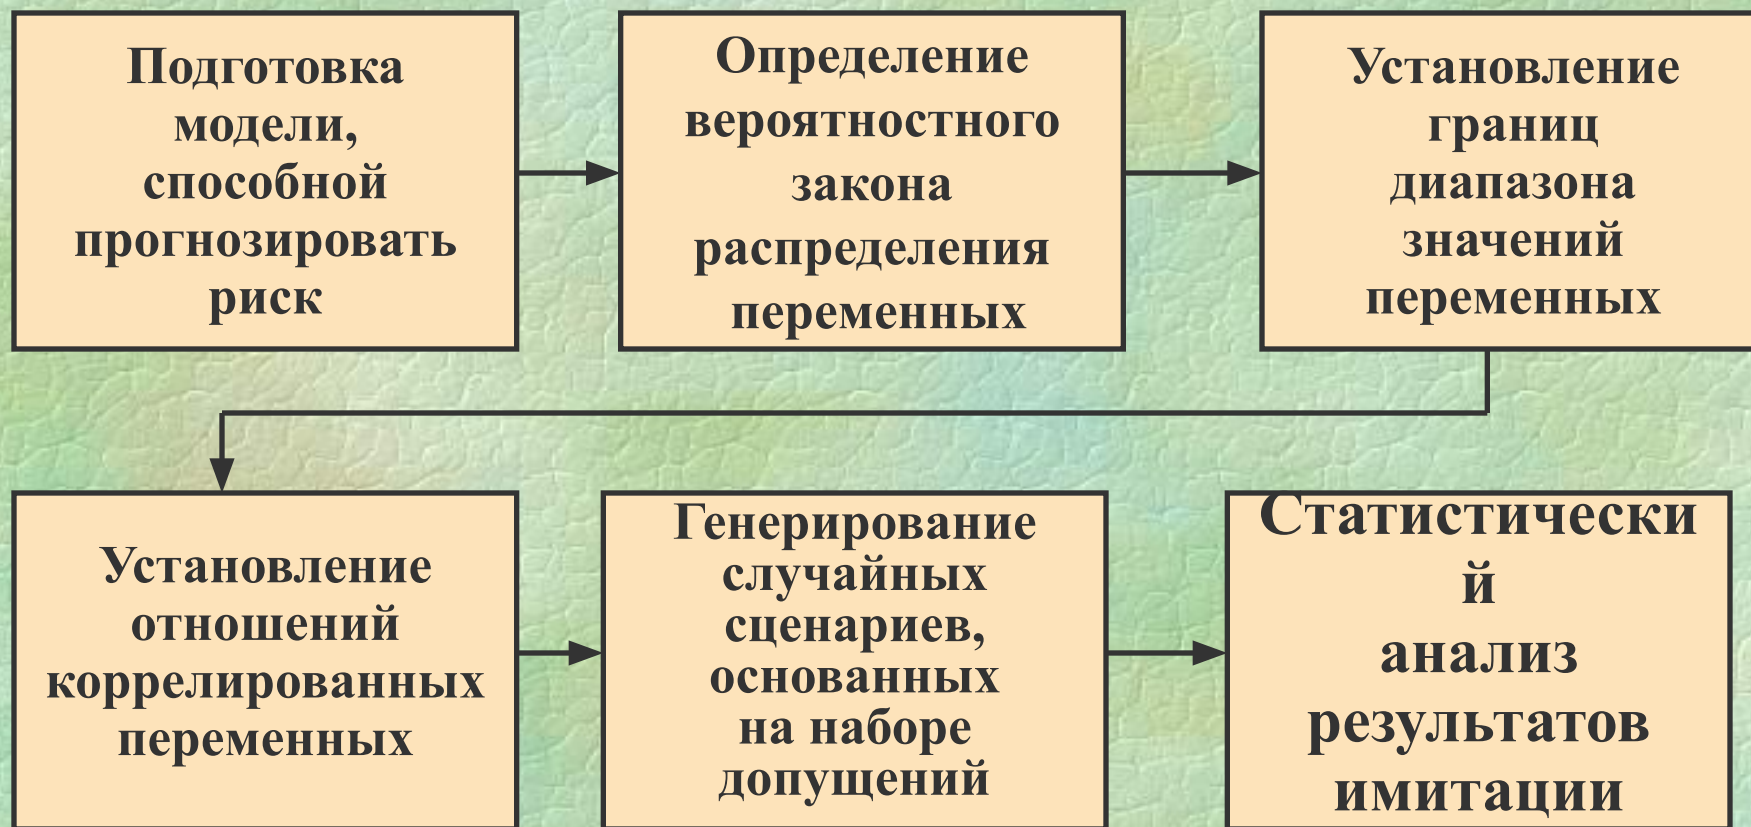 Подготовка
модели,
способной
прогнозировать
риск
Определение
вероятностного
закона
распределения
переменных
Установление
границ
диапазона
значений
переменных
Установление
отношений
коррелированных
переменных
Генерирование
случайных
сценариев,
основанных
на наборе
допущений
Статистически
й
анализ
результатов
имитации